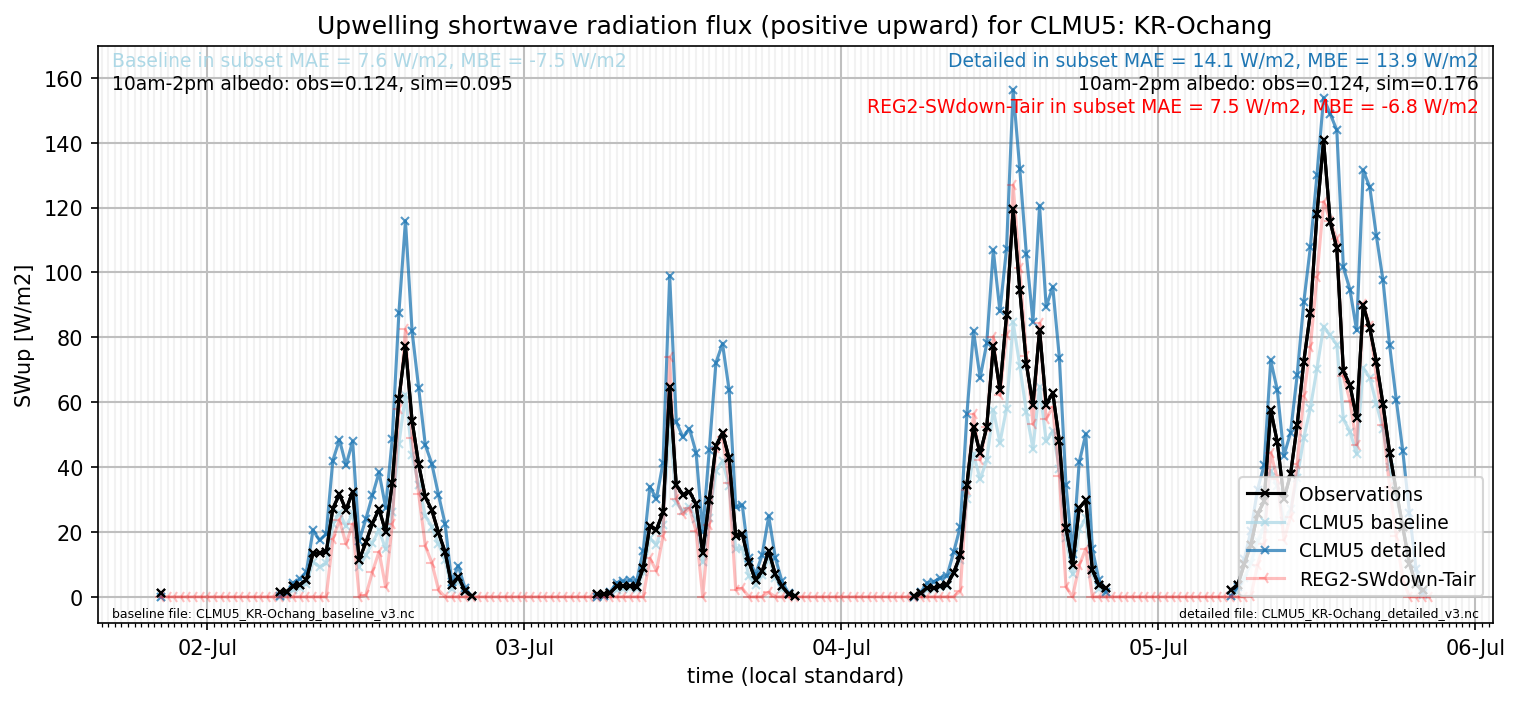 Upwelling shortwave radiation flux (positive upward) for CLMU5: KR-Ochang
Baseline in subset MAE = 7.6 W/m2, MBE = -7.5 W/m2
10am-2pm albedo: obs=0.124, sim=0.095
Detailed in subset MAE = 14.1 W/m2, MBE = 13.9 W/m2
10am-2pm albedo: obs=0.124, sim=0.176
REG2-SWdown-Tair in subset MAE = 7.5 W/m2, MBE = -6.8 W/m2
SWup [W/m2]
160
140
120
100
80
60
40
20
0
Observations
CLMU5 baseline
CLMU5 detailed
REG2-SWdown-Tair
baseline file: CLMU5_KR-Ochang_baseline_v3.nc
detailed file: CLMU5_KR-Ochang_detailed_v3.nc
02-Jul
03-Jul
04-Jul
05-Jul
06-Jul
time (local standard)